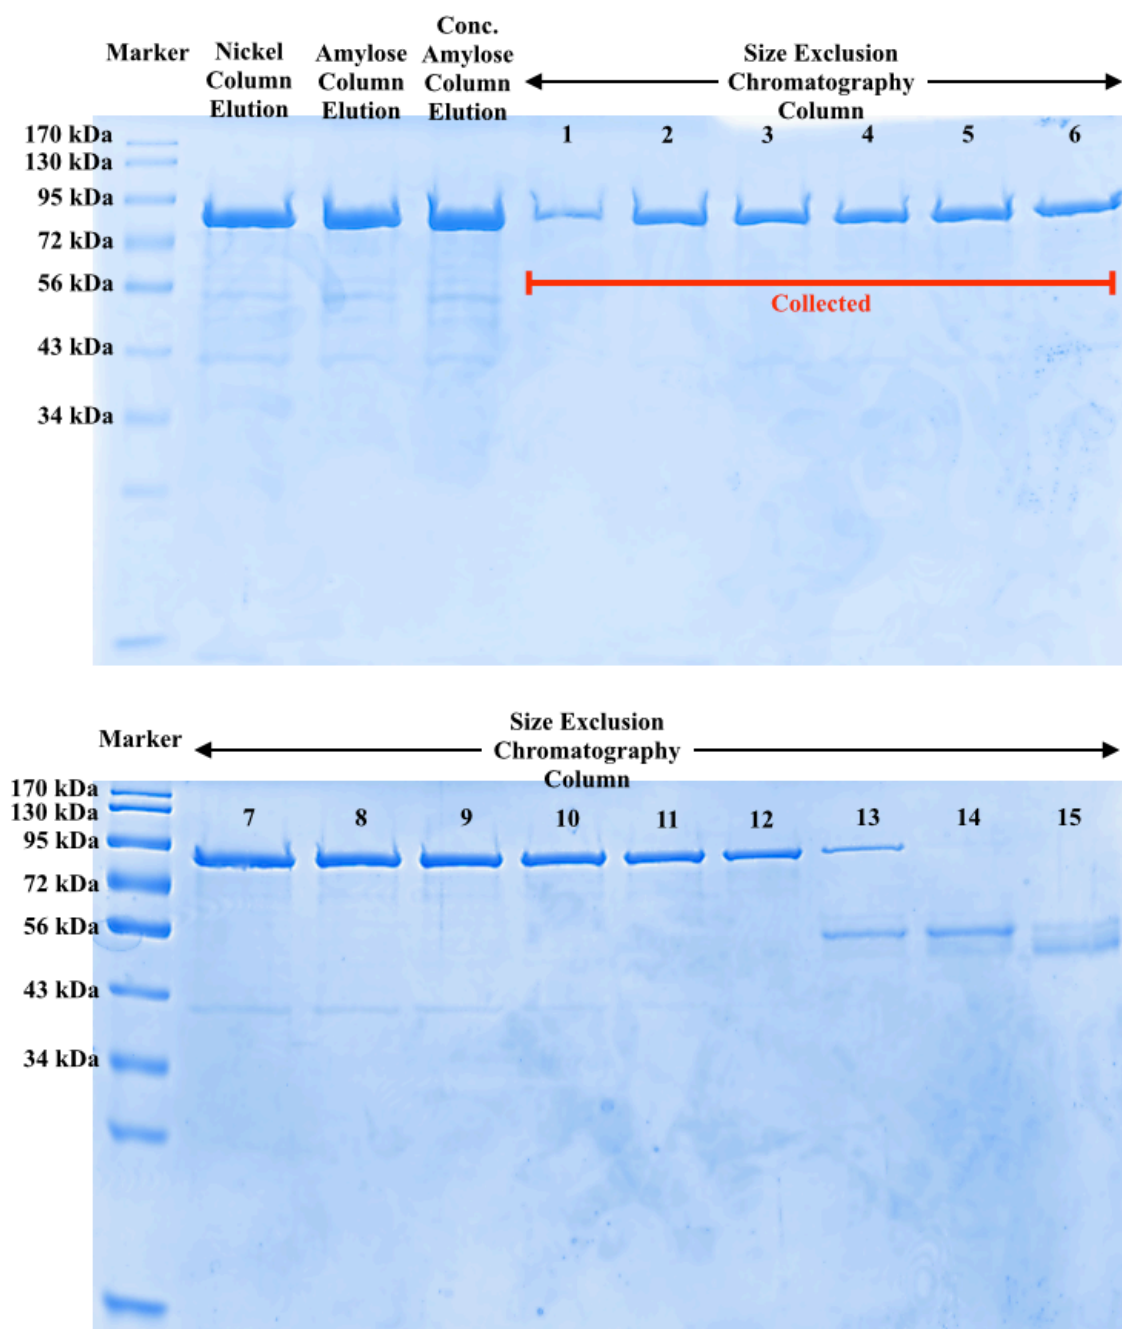 Marker
Nickel
Column
Elution
Amylose
Column
Elution
Conc.
Amylose
Column
Elution
Size Exclusion
Chromatography
Column
1 2 3 4 5 6
170 kDa
130 kDa
95 kDa
72 kDa
56 kDa
43 kDa
34 kDa
Collected
Marker
Size Exclusion
Chromatography
Column
7 8 9 10 11 12 13 14 15
170 kDa
130 kDa
95 kDa
72 kDa
56 kDa
43 kDa
34 kDa